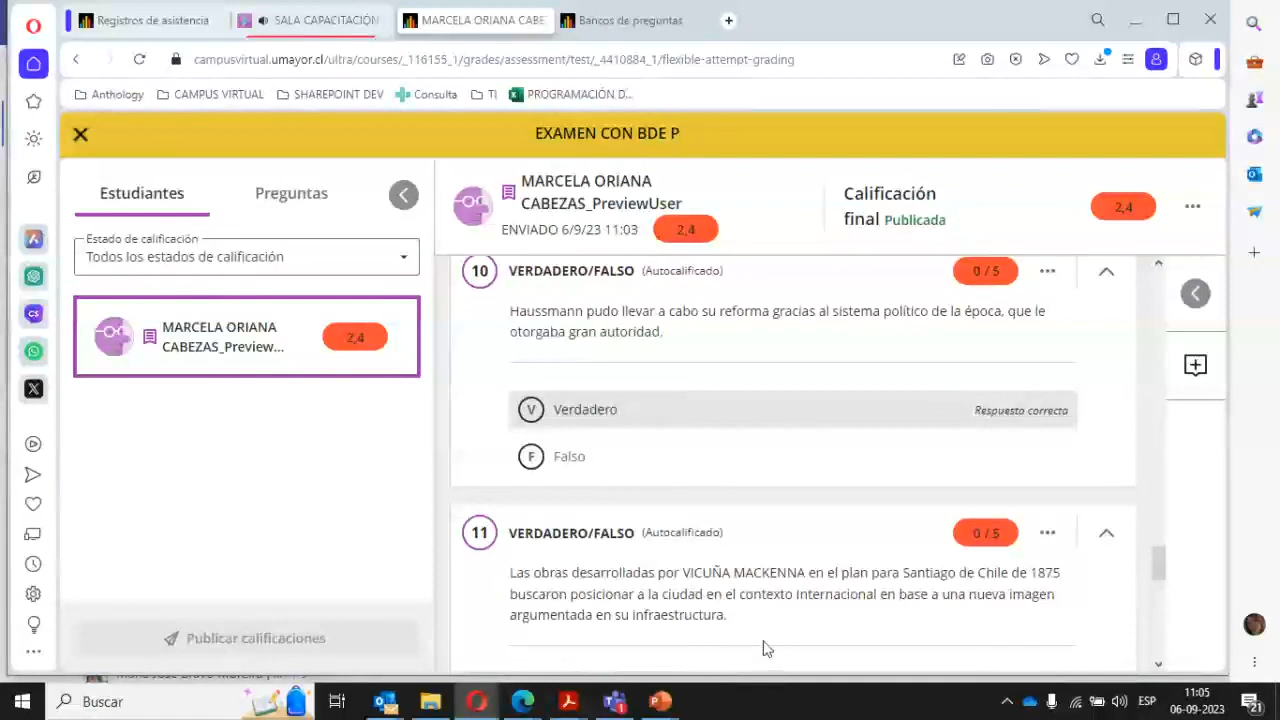 Registros de asistencia
SALA CAPACITACIÓN
MARCELA ORIANA CABE
Bancos de preguntas
campusvirtual.umayor.cl/ultra/courses/_116155_1/grades/assessment/test/_4410884_1/flexible-attempt-grading
Anthology
CAMPUS VIRTUAL
SHAREPOINT DEV
Consulta
TI
PROGRAMACIÓN D...
EXAMEN CON BDE P
Estudiantes
Preguntas
Estado de calificación
Todos los estados de calificación
MARCELA ORIANA
CABEZAS_Preview...
2,4
Publicar calificaciones
MARCELA ORIANA
CABEZAS_PreviewUser
ENVIADO 6/9/23 11:03
2,4
Calificación
final Publicada
2,4
10 VERDADERO/FALSO (Autocalificado) 0 / 5
Haussmann pudo llevar a cabo su reforma gracias al sistema político de la época, que le
otorgaba gran autoridad.
V Verdadero Respuesta correcta
F Falso
11 VERDADERO/FALSO (Autocalificado) 0 / 5
Las obras desarrolladas por VICUÑA MACKENNA en el plan para Santiago de Chile de 1875
buscaron posicionar a la ciudad en el contexto internacional en base a una nueva imagen
argumentada en su infraestructura.
Buscar
ESP
11:05
06-09-2023
21